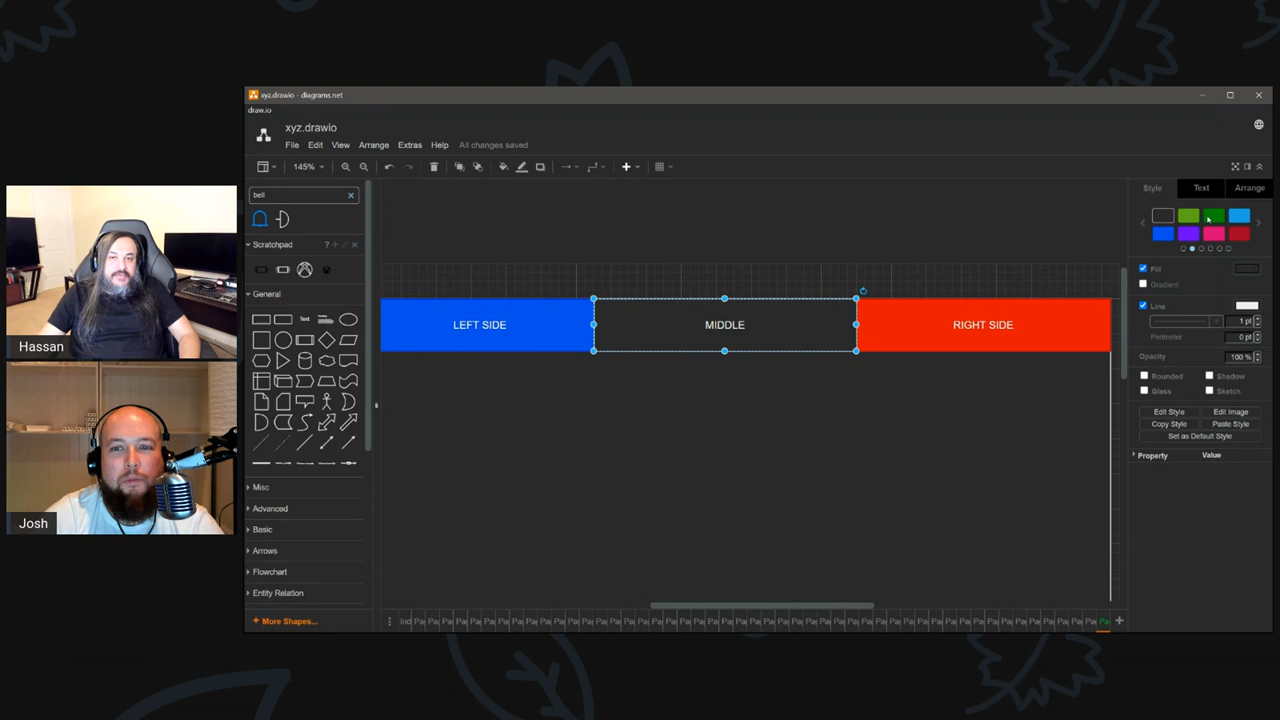 xyz.drawio - diagrams.net
draw.io
xyz.drawio
File Edit View Arrange Extras Help All changes saved
145%
bell
Scratchpad
?
General
Text
Misc
Advanced
Basic
Arrows
Flowchart
Entity Relation
+ More Shapes...
LEFT SIDE
MIDDLE
RIGHT SIDE
Style Text Arrange
Fill
Gradient
Line
1 pt
Perimeter
0 pt
Opacity
100 %
Rounded Shadow
Glass Sketch
Edit Style Edit Image
Copy Style Paste Style
Set as Default Style
Property Value
Hassan
Josh